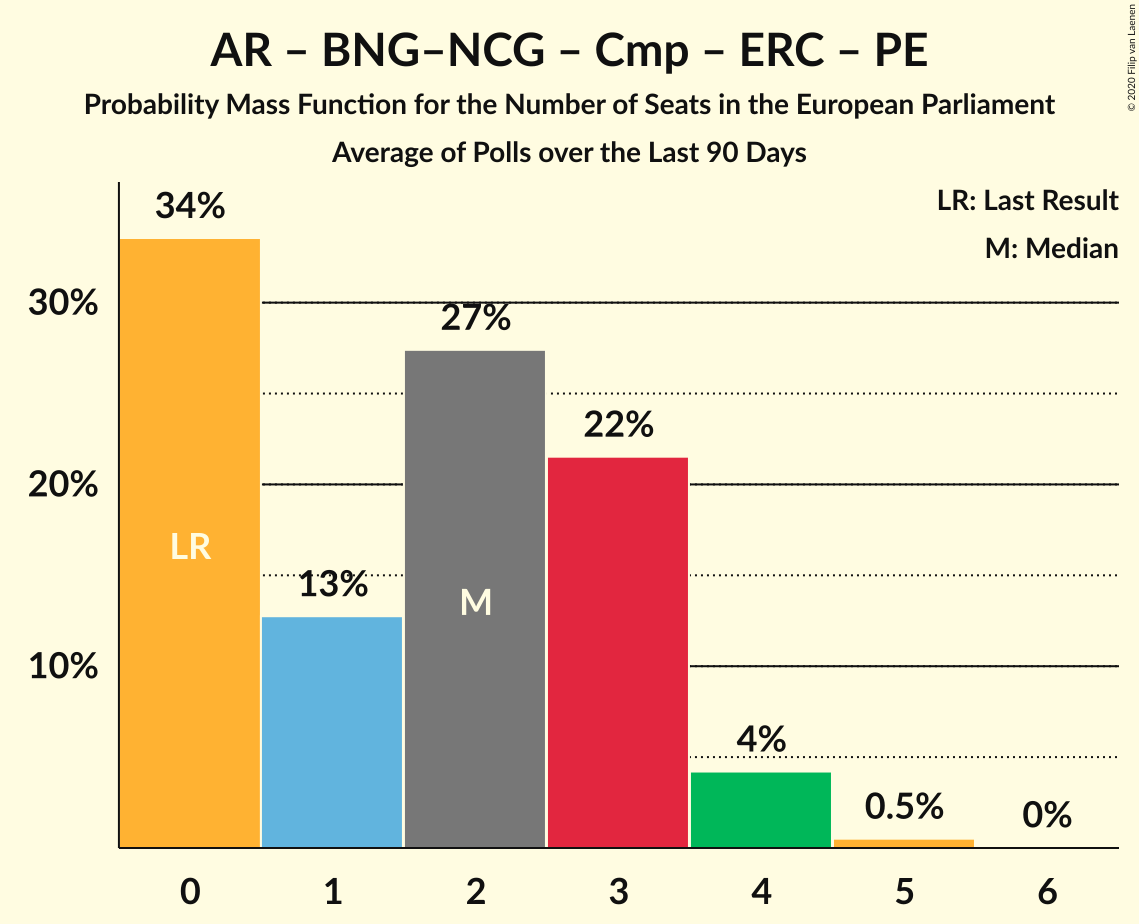 AR – BNG–NCG – Cmp – ERC – PE
Probability Mass Function for the Number of Seats in the European Parliament
Average of Polls over the Last 90 Days
© 2020 Filip van Laenen
LR: Last Result
M: Median
34%
30%
27%
22%
20%
LR
13%
M
10%
4%
0.5%
0%
0 1 2 3 4 5 6